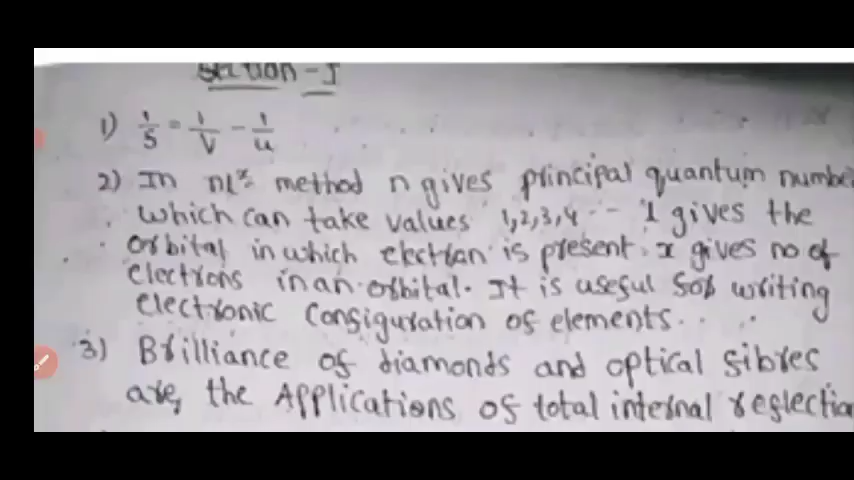 Section - I
1) 1/5 = 1/v - 1/u
2) In nlˣ method n gives principal quantum number
which can take values 1,2,3,4 -- l gives the
orbital in which electron is present. x gives no of
electrons in an orbital. It is useful for writing
electronic configuration of elements.
3) Brilliance of diamonds and optical fibres
are, the Applications of total internal reflection